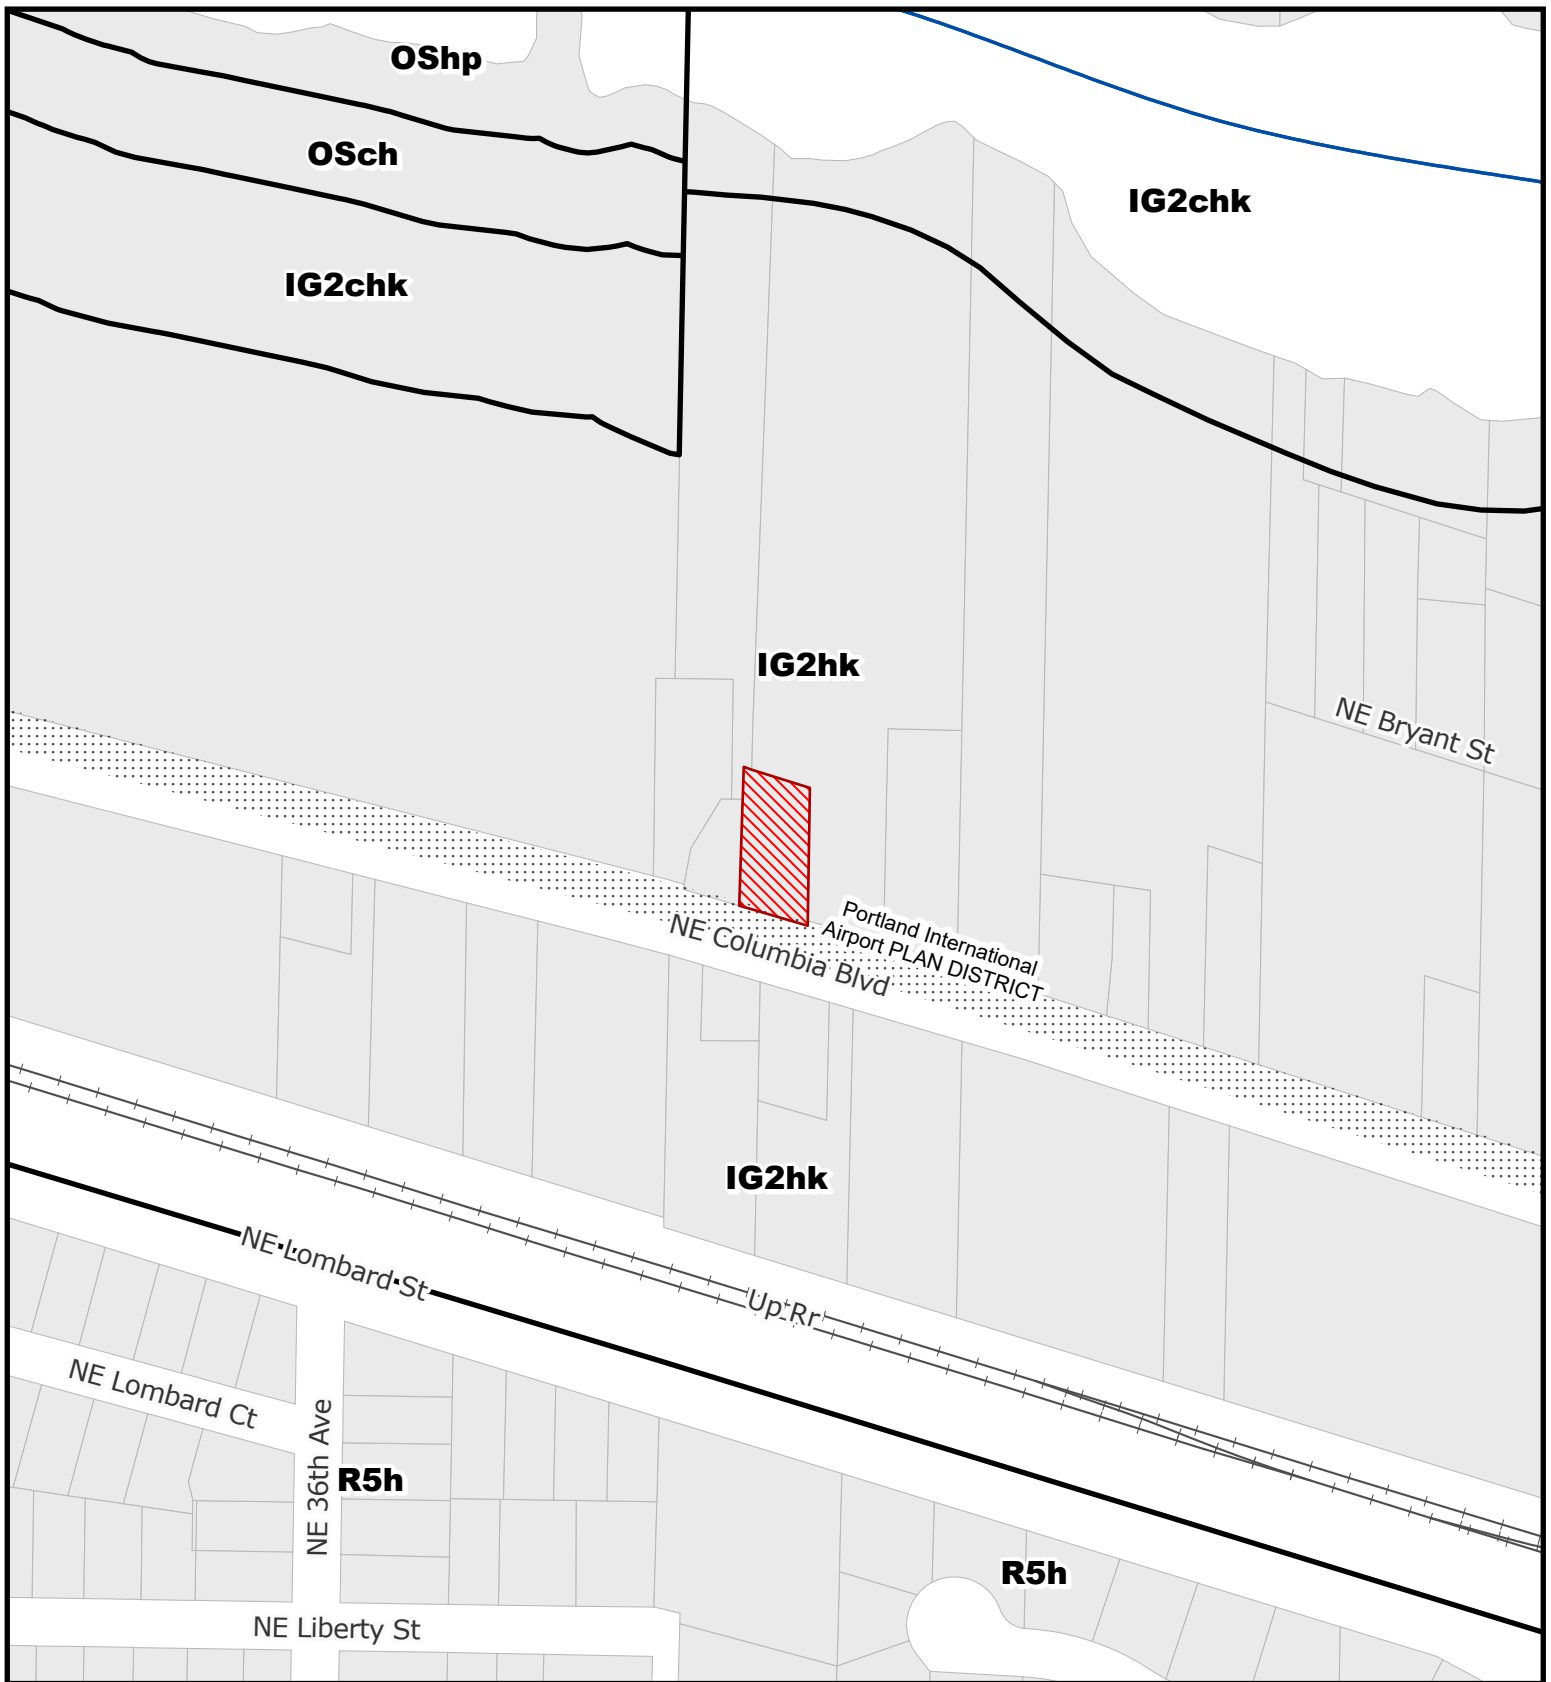 OShp
OSch
IG2chk
IG2chk
IG2hk
NE Bryant St
Portland International
Airport PLAN DISTRICT
NE Columbia Blvd
IG2hk
NE Lombard St
Up Rr
NE Lombard Ct
NE 36th Ave
R5h
R5h
NE Liberty St